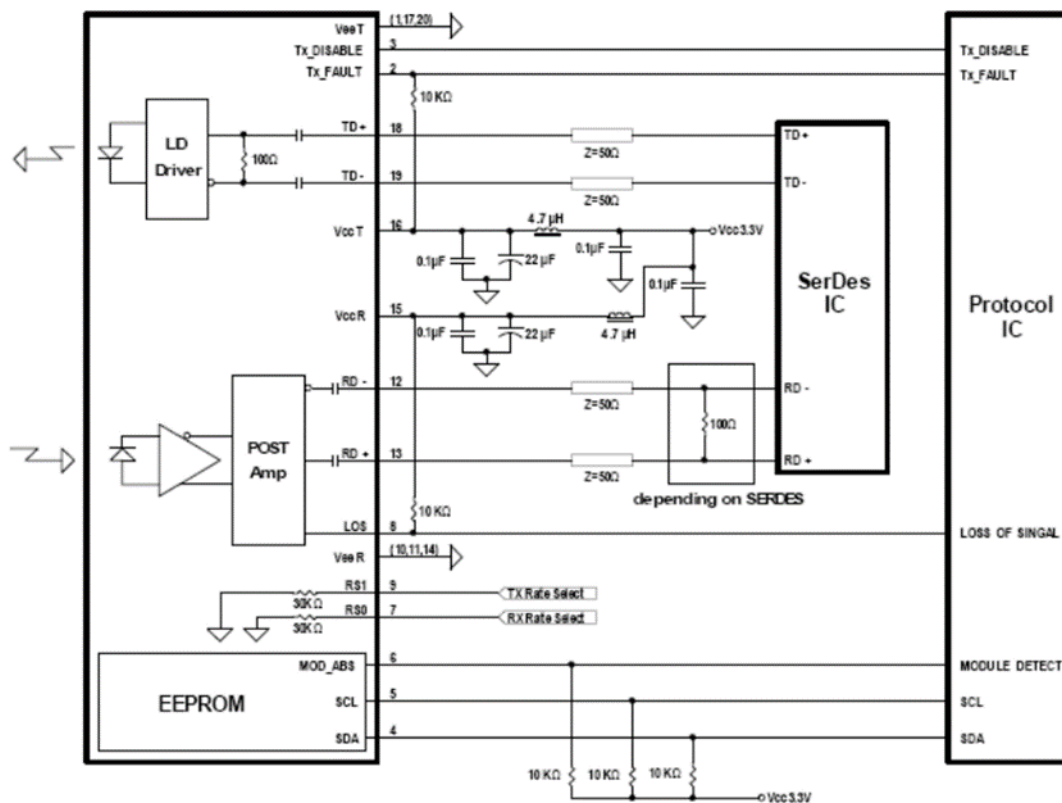 VeeT (1,17,20)
Tx_DISABLE 3 Tx_DISABLE
Tx_FAULT 2 Tx_FAULT
10 KΩ
LD
Driver
100Ω
TD+ 18 TD+
Z=50Ω
TD - 19 TD -
Z=50Ω
VccT 16
4.7 µH
Vcc3.3V
0.1µF
22 µF
0.1µF
0.1µF
SerDes
IC
Protocol
IC
VccR 15
0.1µF
22 µF
4.7 µH
RD - 12 RD -
Z=50Ω
100Ω
POST
Amp
RD + 13 RD +
Z=50Ω
depending on SERDES
10 KΩ
LOS 8 LOSS OF SINGAL
VeeR (10,11,14)
RS1 9 TX Rate Select
30KΩ
RS0 7 RX Rate Select
30KΩ
MOD_ABS 6 MODULE DETECT
EEPROM
SCL 5 SCL
SDA 4 SDA
10 KΩ 10 KΩ 10 KΩ
Vcc3.3V